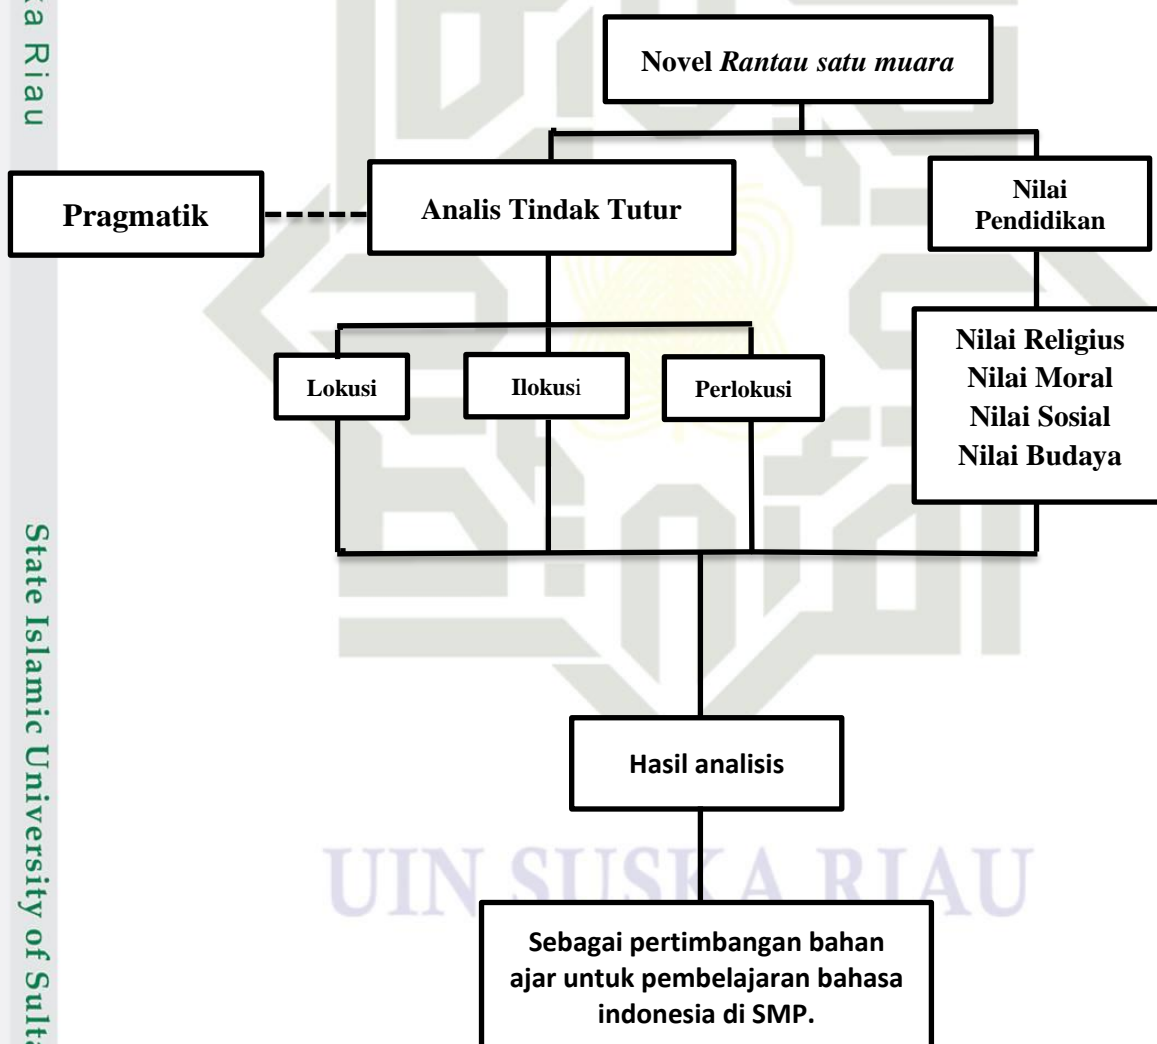 ka Riau
State Islamic University of Sulta
Novel Rantau satu muara
Pragmatik
Analis Tindak Tutur
Nilai
Pendidikan
Lokusi
Ilokusi
Perlokusi
Nilai Religius
Nilai Moral
Nilai Sosial
Nilai Budaya
Hasil analisis
UIN SUSKA RIAU
Sebagai pertimbangan bahan
ajar untuk pembelajaran bahasa
indonesia di SMP.